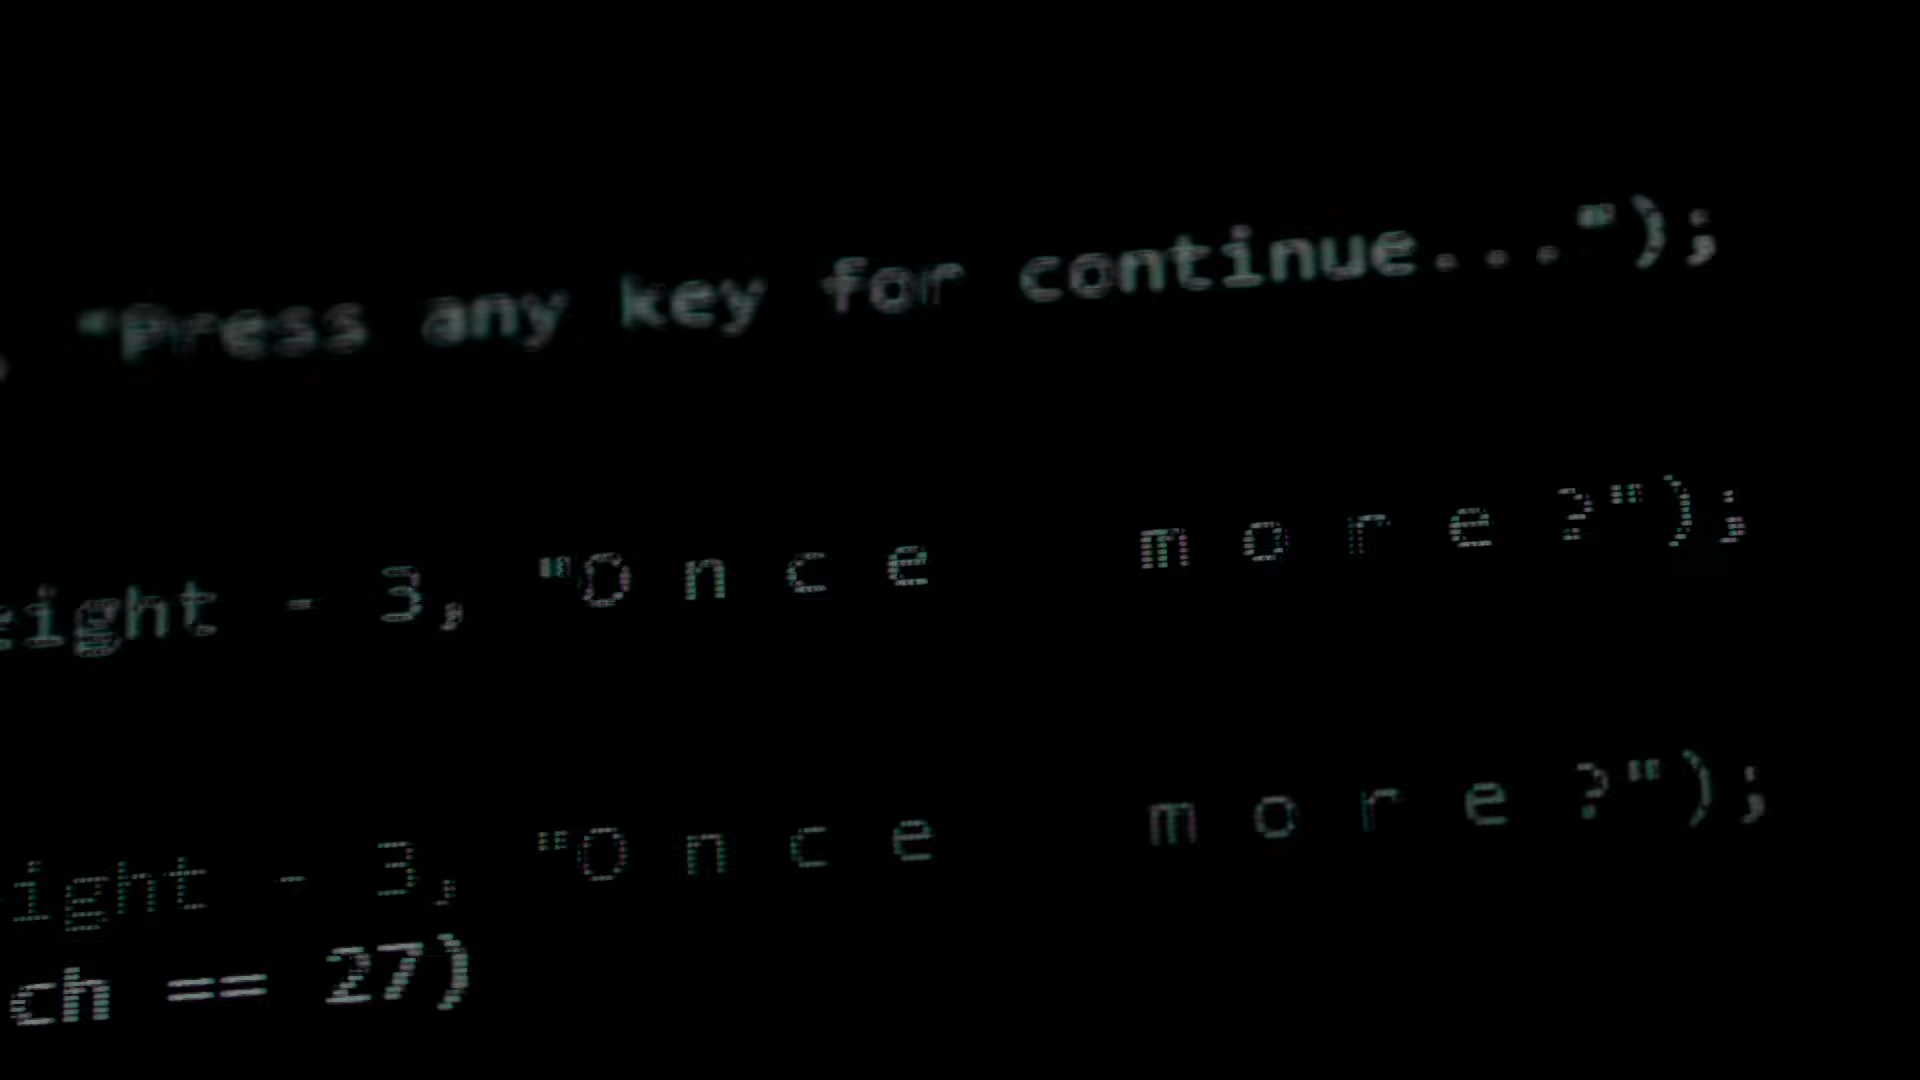 , "Press any key for continue...");
eight - 3, "O n c e    m o r e ?");
ight - 3, "O n c e    m o r e ?");
ch == 27)